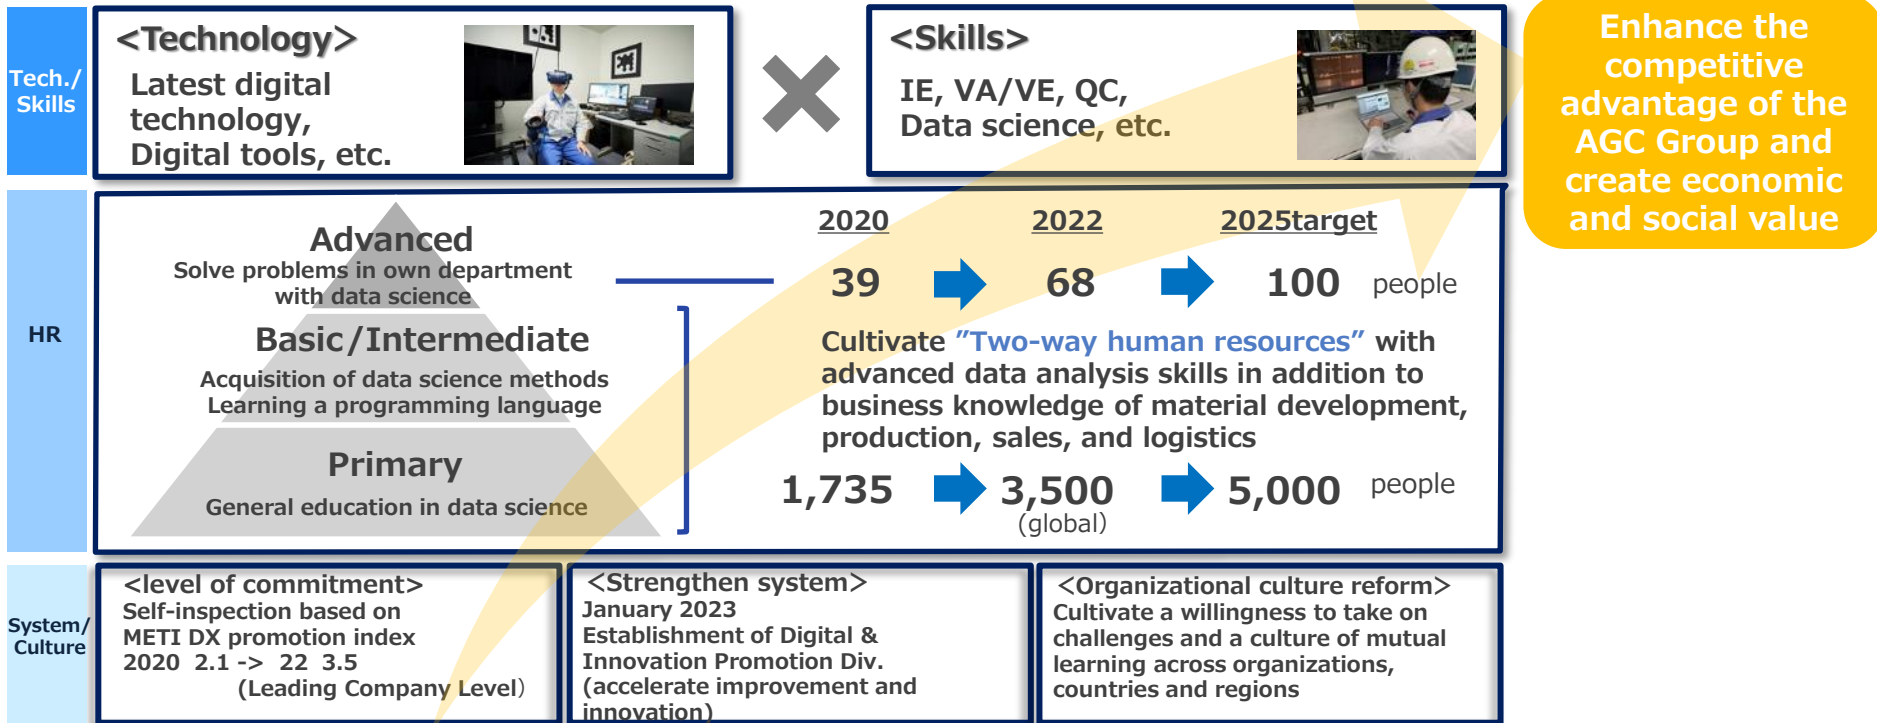 Tech./
Skills
<Technology>
Latest digital
technology,
Digital tools, etc.
<Skills>
IE, VA/VE, QC,
Data science, etc.
Enhance the
competitive
advantage of the
AGC Group and
create economic
and social value
HR
Advanced
Solve problems in own department
with data science
Basic/Intermediate
Acquisition of data science methods
Learning a programming language
Primary
General education in data science
2020 2022 2025target
39 68 100 people
Cultivate ”Two-way human resources” with
advanced data analysis skills in addition to
business knowledge of material development,
production, sales, and logistics
1,735 3,500 5,000 people
(global)
System/
Culture
<level of commitment>
Self-inspection based on
METI DX promotion index
2020 2.1 -> 22 3.5
(Leading Company Level)
<Strengthen system>
January 2023
Establishment of Digital &
Innovation Promotion Div.
(accelerate improvement and
innovation)
<Organizational culture reform>
Cultivate a willingness to take on
challenges and a culture of mutual
learning across organizations,
countries and regions